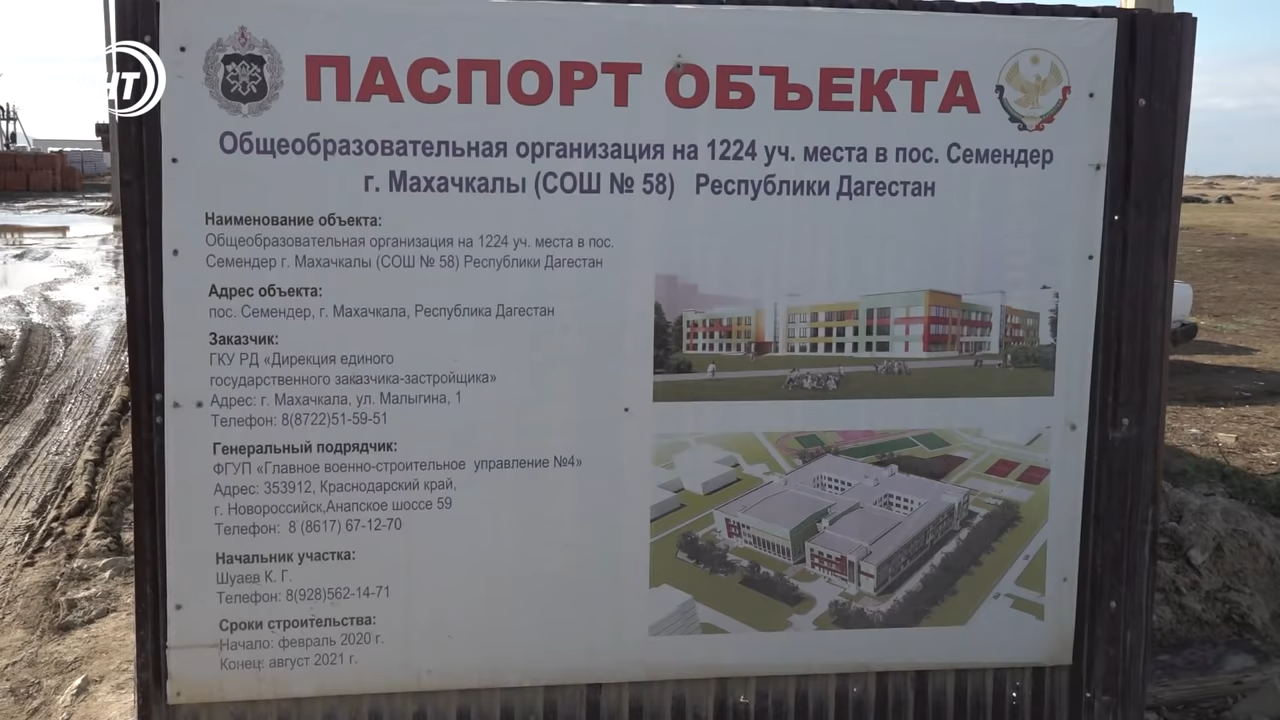 НТ
ПАСПОРТ ОБЪЕКТА
Общеобразовательная организация на 1224 уч. места в пос. Семендер
г. Махачкалы (СОШ № 58) Республики Дагестан
Наименование объекта:
Общеобразовательная организация на 1224 уч. места в пос.
Семендер г. Махачкалы (СОШ № 58) Республики Дагестан
Адрес объекта:
пос. Семендер, г. Махачкала, Республика Дагестан
Заказчик:
ГКУ РД «Дирекция единого
государственного заказчика-застройщика»
Адрес: г. Махачкала, ул. Малыгина, 1
Телефон: 8(8722)51-59-51
Генеральный подрядчик:
ФГУП «Главное военно-строительное управление №4»
Адрес: 353912, Краснодарский край,
г. Новороссийск,Анапское шоссе 59
Телефон: 8 (8617) 67-12-70
Начальник участка:
Шуаев К. Г.
Телефон: 8(928)562-14-71
Сроки строительства:
Начало: февраль 2020 г.
Конец: август 2021 г.